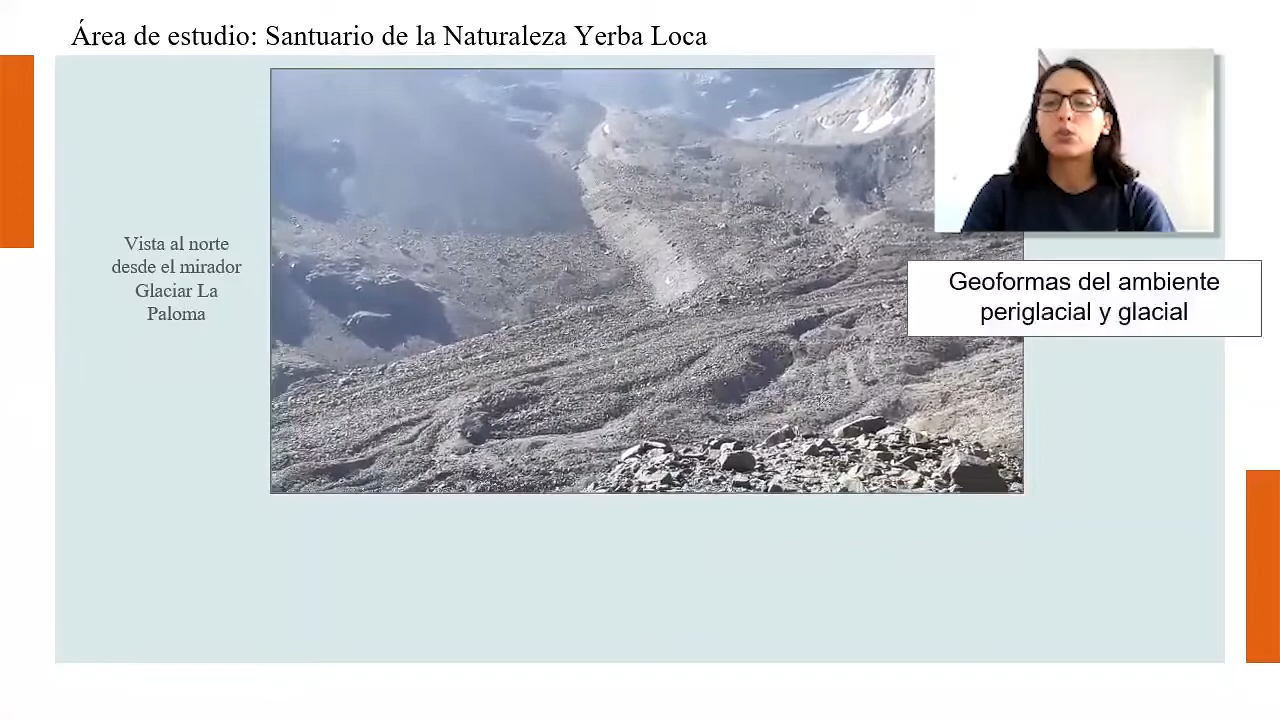 Área de estudio: Santuario de la Naturaleza Yerba Loca
Vista al norte
desde el mirador
Glaciar La
Paloma
Geoformas del ambiente
periglacial y glacial